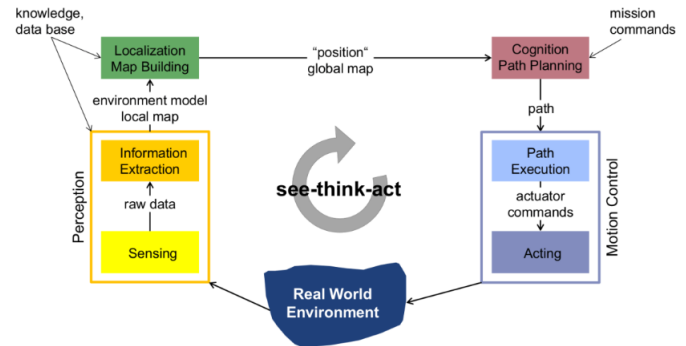 knowledge,
data base
Localization
Map Building
“position“
global map
Cognition
Path Planning
mission
commands
environment model
local map
path
Perception
Information
Extraction
raw data
Sensing
see-think-act
Path
Execution
actuator
commands
Acting
Motion Control
Real World
Environment